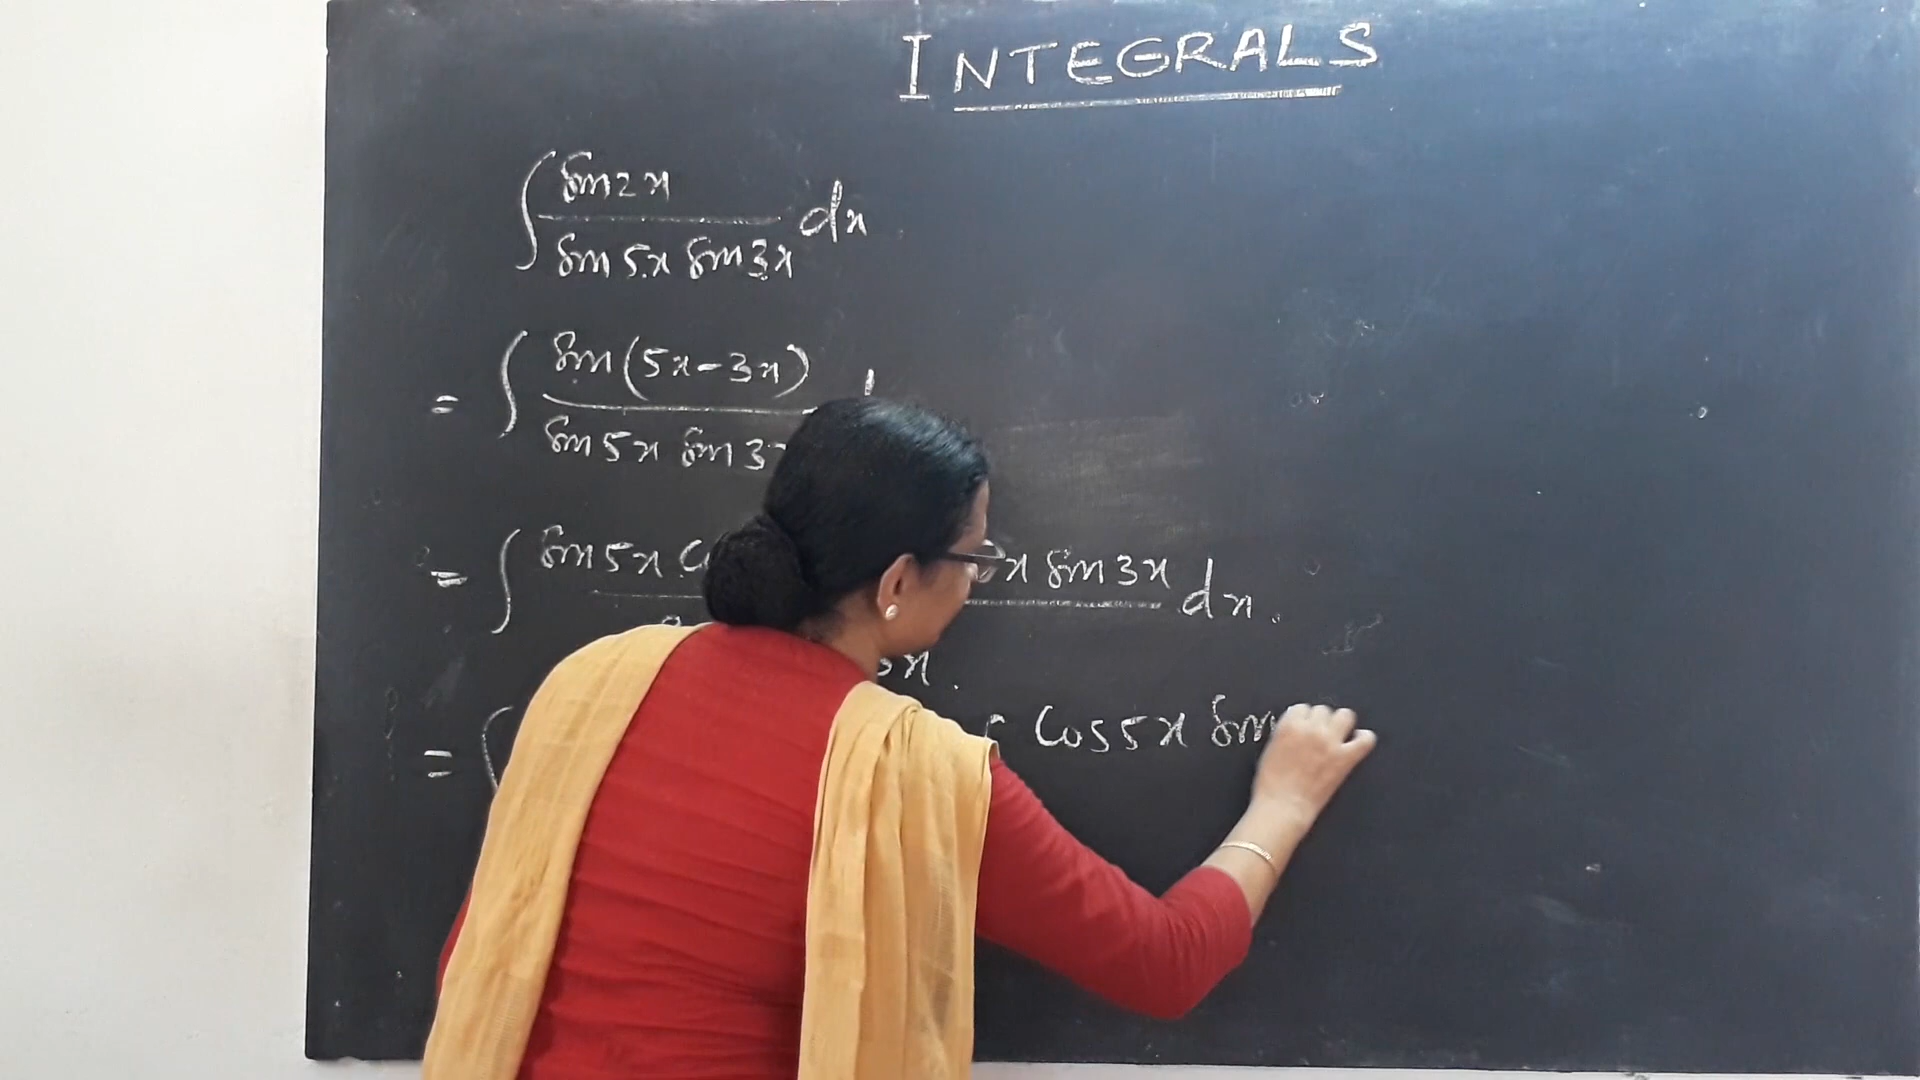 INTEGRALS
∫ sin2x / sin5x sin3x dx
= ∫ sin(5x-3x) / sin5x sin3
= ∫ sin5x x sin3x dx.
x.
= ∫ cos5x sin